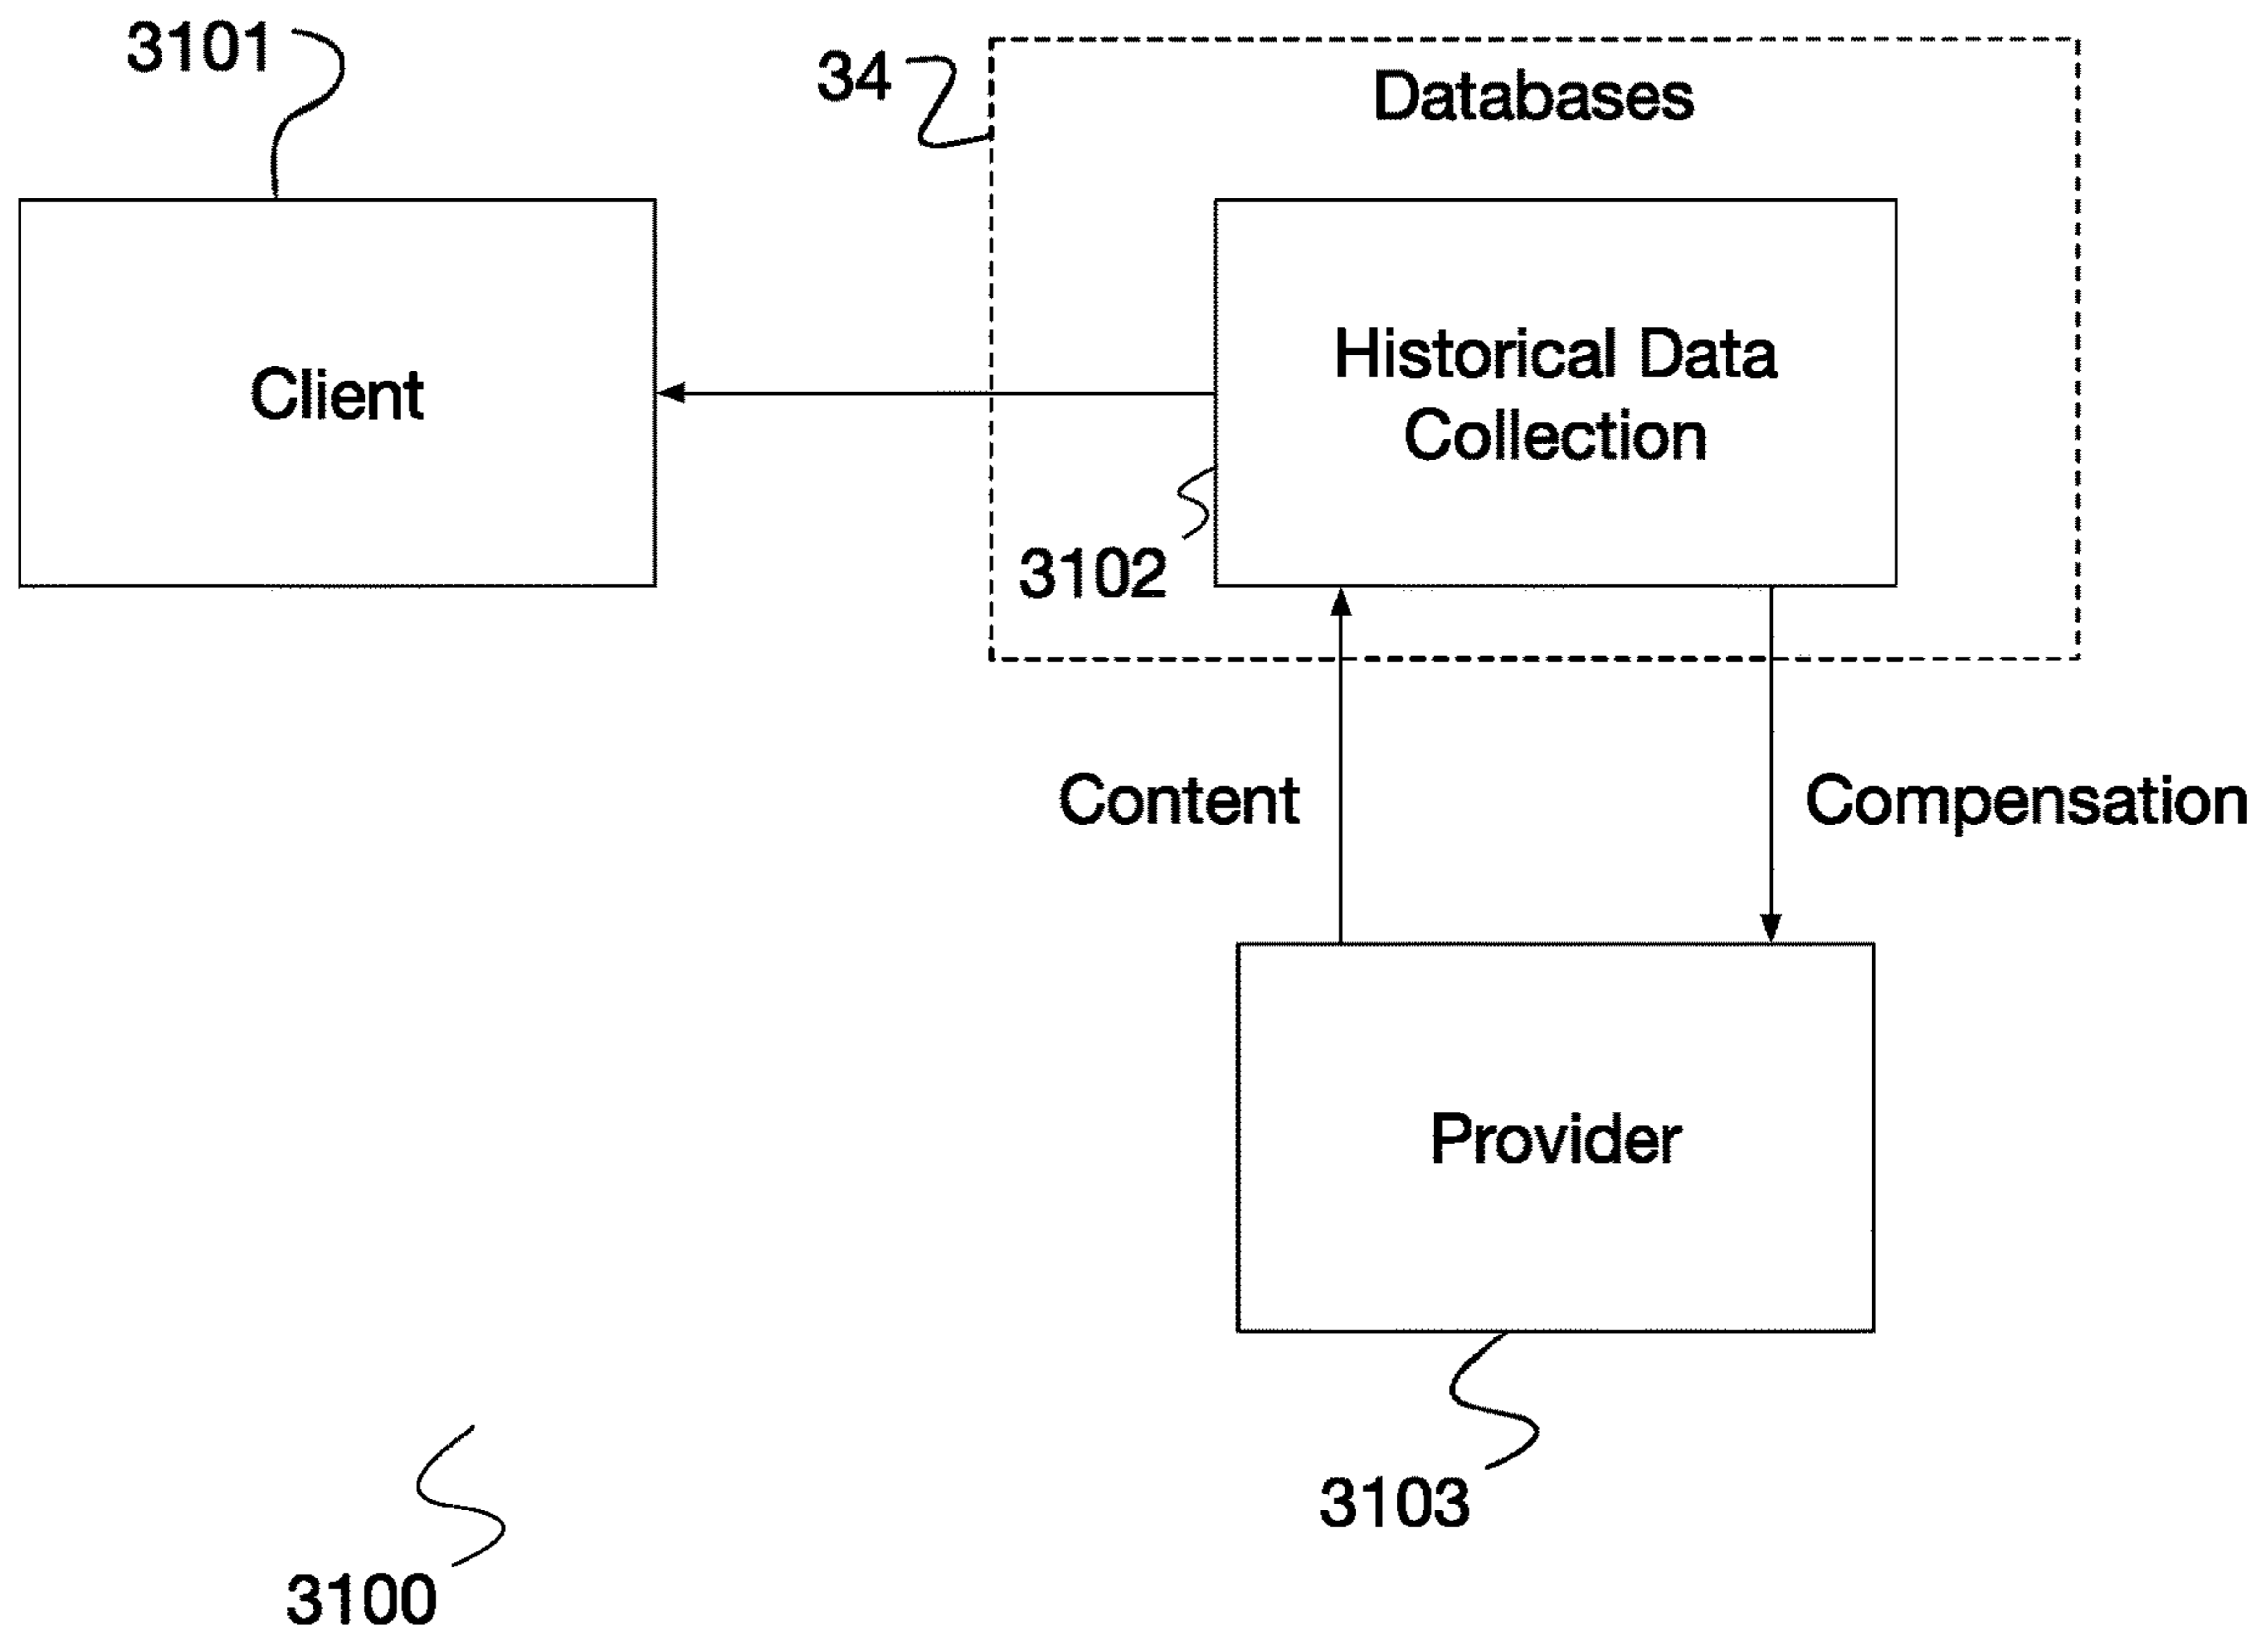 3101
34
Databases
Client
Historical Data
Collection
3102
Content
Compensation
Provider
3103
3100